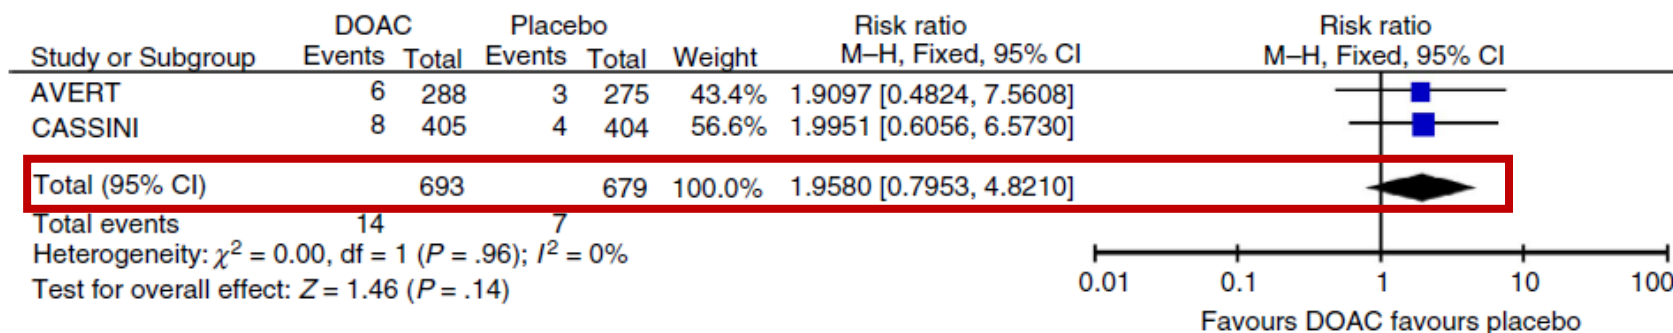 DOAC Placebo Risk ratio Risk ratio
Study or Subgroup Events Total Events Total Weight M–H, Fixed, 95% CI M–H, Fixed, 95% CI
AVERT 6 288 3 275 43.4% 1.9097 [0.4824, 7.5608]
CASSINI 8 405 4 404 56.6% 1.9951 [0.6056, 6.5730]
Total (95% CI) 693 679 100.0% 1.9580 [0.7953, 4.8210]
Total events 14 7
Heterogeneity: χ² = 0.00, df = 1 (P = .96); I² = 0%
Test for overall effect: Z = 1.46 (P = .14)
0.01 0.1 1 10 100
Favours DOAC favours placebo